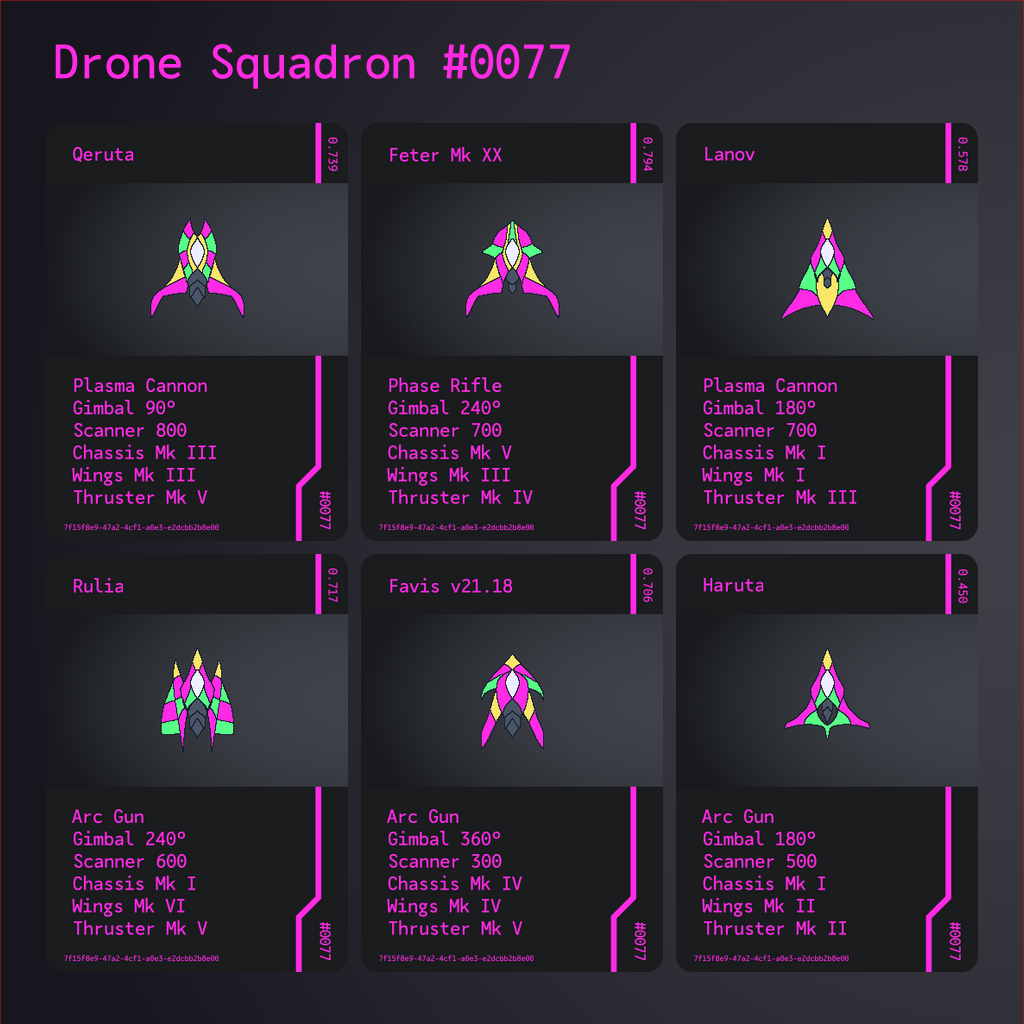 Drone Squadron #0077
Qeruta
0.739
Plasma Cannon
Gimbal 90°
Scanner 800
Chassis Mk III
Wings Mk III
Thruster Mk V
#0077
7f15f8e9-47a2-4cf1-a0e3-e2dcbb2b8e00
Feter Mk XX
0.794
Phase Rifle
Gimbal 240°
Scanner 700
Chassis Mk V
Wings Mk III
Thruster Mk IV
#0077
7f15f8e9-47a2-4cf1-a0e3-e2dcbb2b8e00
Lanov
0.578
Plasma Cannon
Gimbal 180°
Scanner 700
Chassis Mk I
Wings Mk I
Thruster Mk III
#0077
7f15f8e9-47a2-4cf1-a0e3-e2dcbb2b8e00
Rulia
0.717
Arc Gun
Gimbal 240°
Scanner 600
Chassis Mk I
Wings Mk VI
Thruster Mk V
#0077
7f15f8e9-47a2-4cf1-a0e3-e2dcbb2b8e00
Favis v21.18
0.706
Arc Gun
Gimbal 360°
Scanner 300
Chassis Mk IV
Wings Mk IV
Thruster Mk V
#0077
7f15f8e9-47a2-4cf1-a0e3-e2dcbb2b8e00
Haruta
0.450
Arc Gun
Gimbal 180°
Scanner 500
Chassis Mk I
Wings Mk II
Thruster Mk II
#0077
7f15f8e9-47a2-4cf1-a0e3-e2dcbb2b8e00